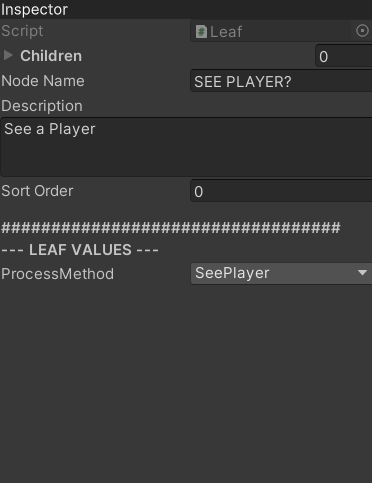 Inspector
Script # Leaf
Children 0
Node Name SEE PLAYER?
Description
See a Player
Sort Order 0
##################################
--- LEAF VALUES ---
ProcessMethod SeePlayer